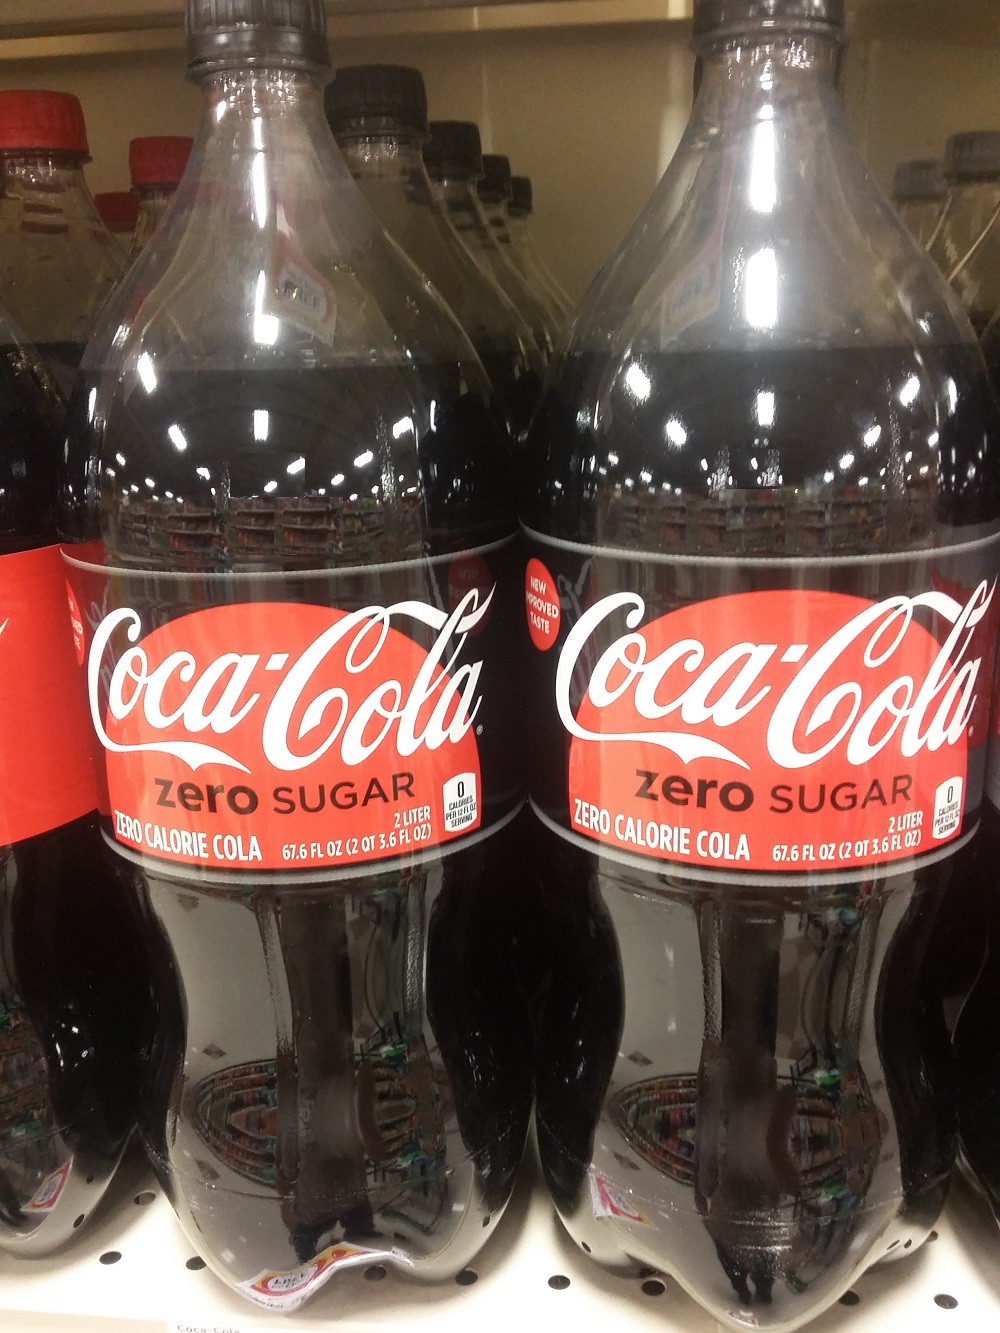 Coca-Cola
zero SUGAR
ZERO CALORIE COLA
2 LITER
67.6 FL OZ (2 QT 3.6 FL OZ)
0
CALORIES
PER 12 FL OZ
SERVING
NEW
IMPROVED
TASTE
Coca-Cola
zero SUGAR
ZERO CALORIE COLA
2 LITER
67.6 FL OZ (2 QT 3.6 FL OZ)
0
CALORIES
PER 12 FL OZ
SERVING
Coca-Cola